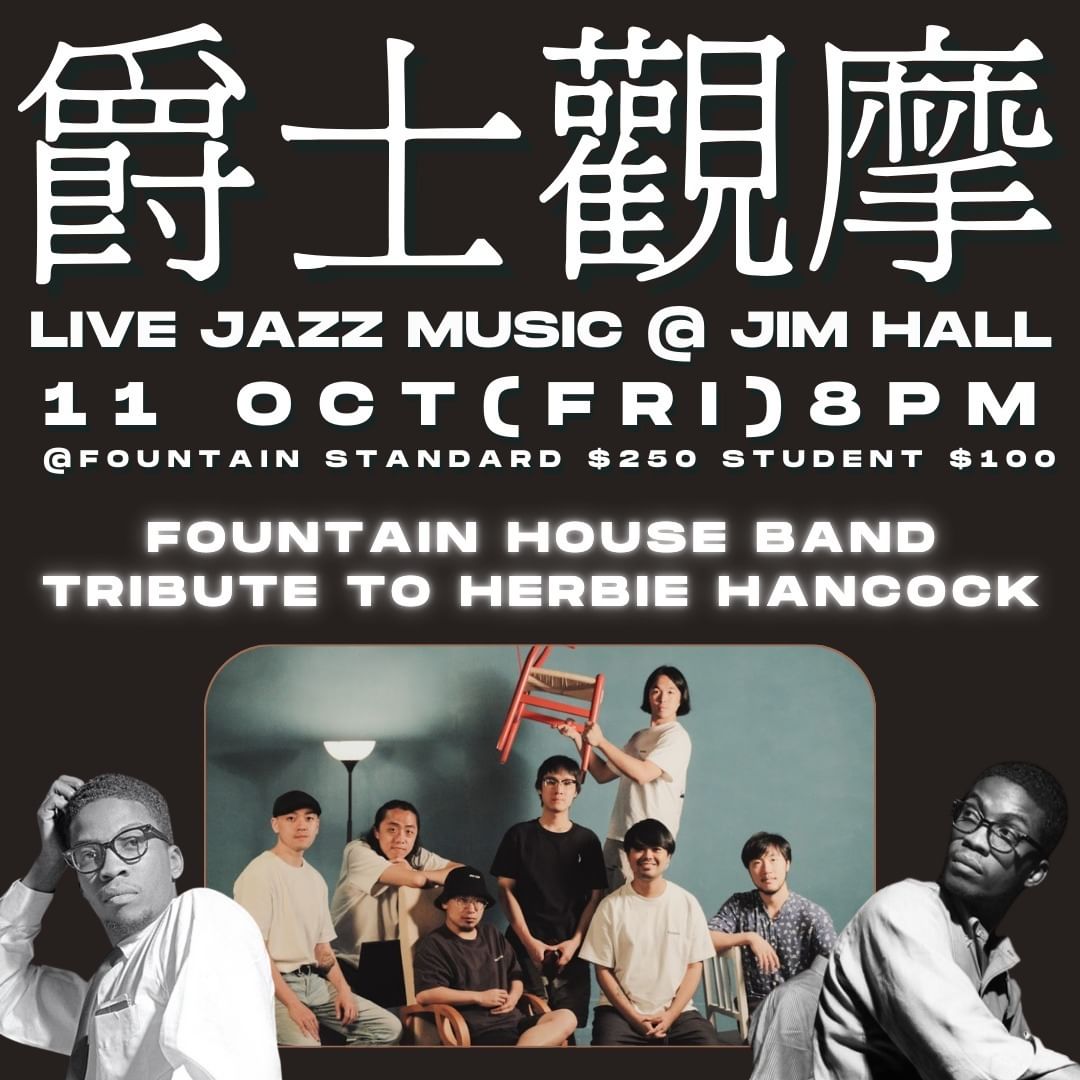 爵士觀摩
LIVE JAZZ MUSIC @ JIM HALL
11 OCT(FRI)8PM
@FOUNTAIN STANDARD $250 STUDENT $100
FOUNTAIN HOUSE BAND
TRIBUTE TO HERBIE HANCOCK